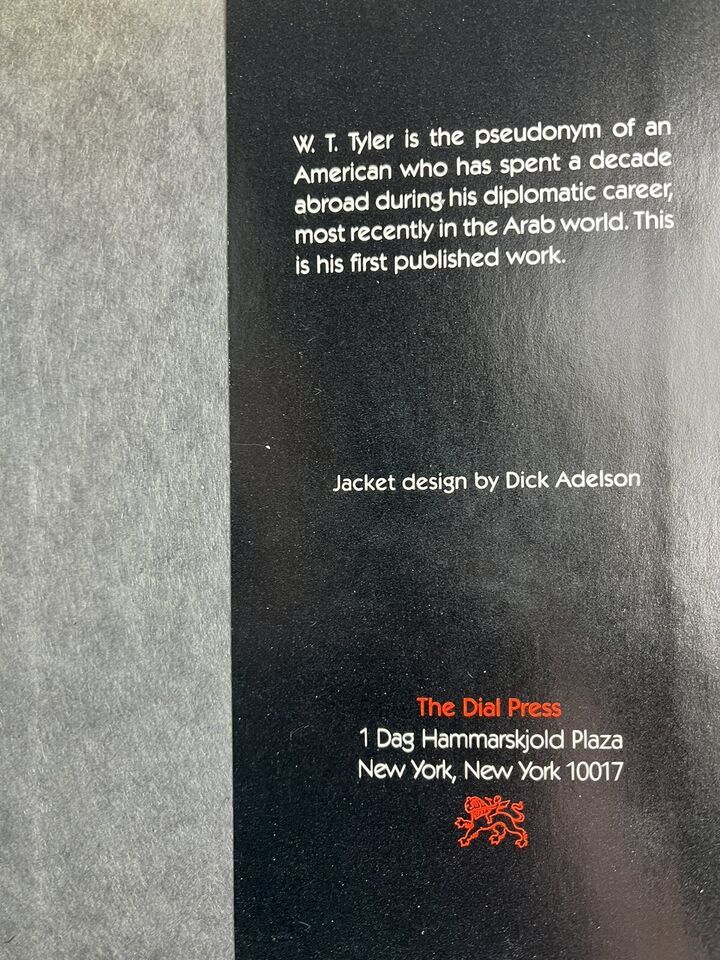 W. T. Tyler is the pseudonym of an
American who has spent a decade
abroad during his diplomatic career,
most recently in the Arab world. This
is his first published work.
Jacket design by Dick Adelson
The Dial Press
1 Dag Hammarskjold Plaza
New York, New York 10017